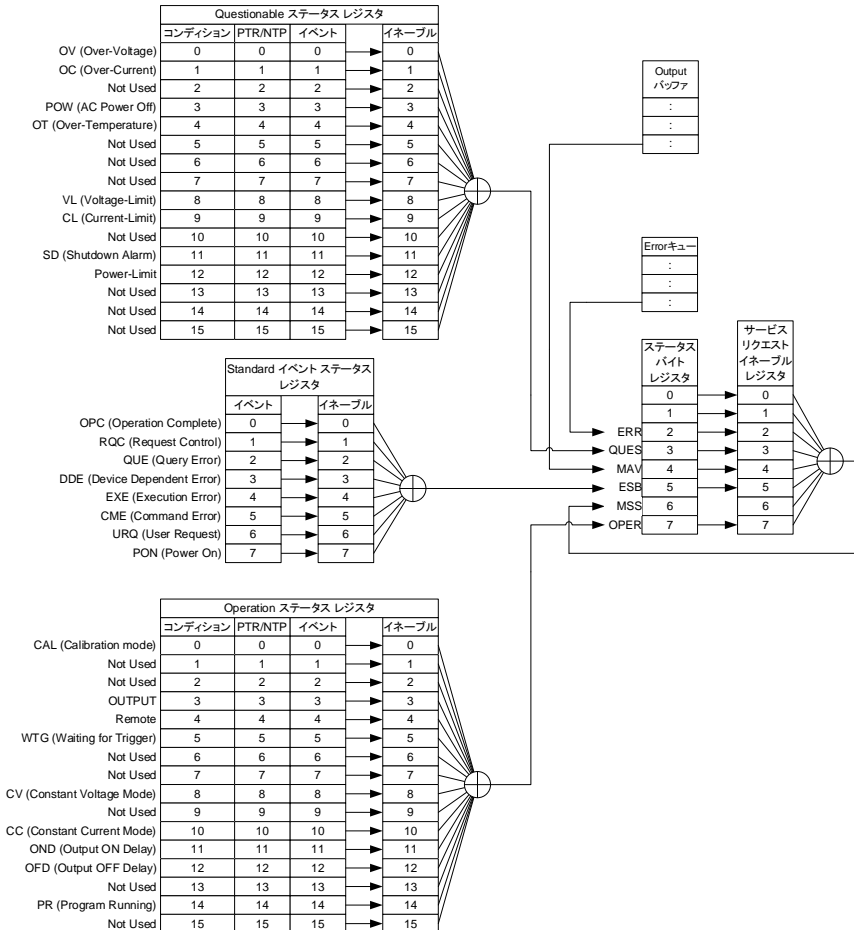 Questionable ステータス レジスタ
コンディション PTR/NTP イベント イネーブル
OV (Over-Voltage) 0 0 0 0
OC (Over-Current) 1 1 1 1
Not Used 2 2 2 2
POW (AC Power Off) 3 3 3 3
OT (Over-Temperature) 4 4 4 4
Not Used 5 5 5 5
Not Used 6 6 6 6
Not Used 7 7 7 7
VL (Voltage-Limit) 8 8 8 8
CL (Current-Limit) 9 9 9 9
Not Used 10 10 10 10
SD (Shutdown Alarm) 11 11 11 11
Power-Limit 12 12 12 12
Not Used 13 13 13 13
Not Used 14 14 14 14
Not Used 15 15 15 15
Output
バッファ
:
:
:
Errorキュー
:
:
:
Standard イベント ステータス
レジスタ
イベント イネーブル
OPC (Operation Complete) 0 0
RQC (Request Control) 1 1
QUE (Query Error) 2 2
DDE (Device Dependent Error) 3 3
EXE (Execution Error) 4 4
CME (Command Error) 5 5
URQ (User Request) 6 6
PON (Power On) 7 7
ステータス
バイト
レジスタ
サービス
リクエスト
イネーブル
レジスタ
0 0
1 1
ERR 2 2
QUES 3 3
MAV 4 4
ESB 5 5
MSS 6 6
OPER 7 7
Operation ステータス レジスタ
コンディション PTR/NTP イベント イネーブル
CAL (Calibration mode) 0 0 0 0
Not Used 1 1 1 1
Not Used 2 2 2 2
OUTPUT 3 3 3 3
Remote 4 4 4 4
WTG (Waiting for Trigger) 5 5 5 5
Not Used 6 6 6 6
Not Used 7 7 7 7
CV (Constant Voltage Mode) 8 8 8 8
Not Used 9 9 9 9
CC (Constant Current Mode) 10 10 10 10
OND (Output ON Delay) 11 11 11 11
OFD (Output OFF Delay) 12 12 12 12
Not Used 13 13 13 13
PR (Program Running) 14 14 14 14
Not Used 15 15 15 15